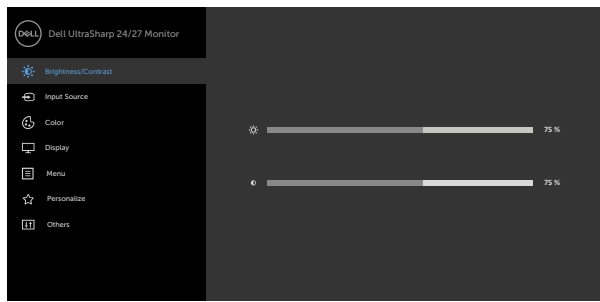 DELL
Dell UltraSharp 24/27 Monitor
Brightness/Contrast
Input Source
Color
Display
Menu
Personalize
Others
75 %
75 %